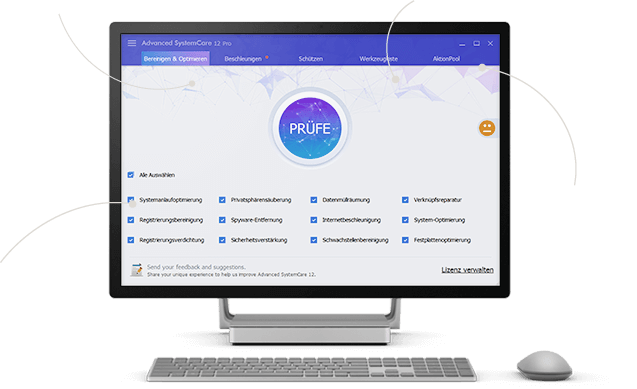 Advanced SystemCare 12 Pro
Bereinigen & Optimieren Beschleunigen Schützen Werkzeugleiste AktionPool
PRÜFE
Alle Auswählen
Systemanlaufoptimierung Privatsphärensäuberung Datenmüllräumung Verknüpfsreparatur
Registrierungsbereinigung Spyware-Entfernung Internetbeschleunigung System-Optimierung
Registrierungsverdichtung Sicherheitsverstärkung Schwachstellenbereinigung Festplattenoptimierung
Send your feedback and suggestions.
Share your unique experience to help us improve Advanced SystemCare 12.
Lizenz verwalten